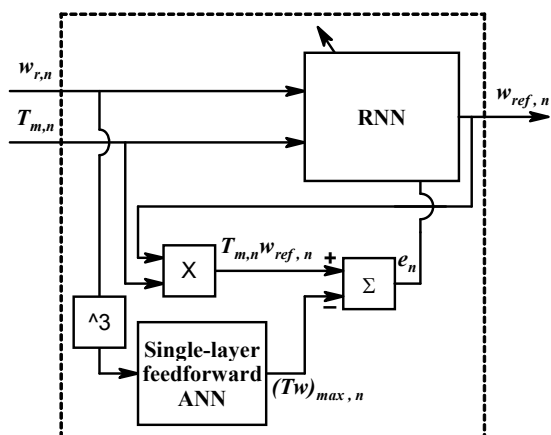 w_{r,n}
T_{m,n}
RNN
w_{ref, n}
X
T_{m,n}w_{ref, n}
+
−
Σ
e_n
^3
Single-layer
feedforward
ANN
(Tw)_{max, n}